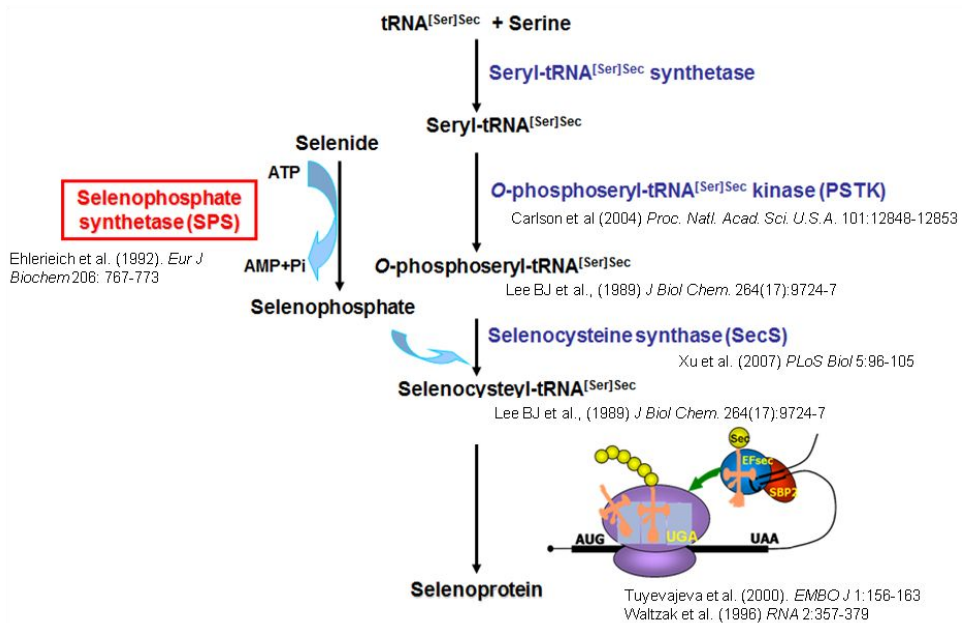 tRNA[Ser]Sec + Serine
Seryl-tRNA[Ser]Sec synthetase
Seryl-tRNA[Ser]Sec
Selenide
ATP
Selenophosphate
synthetase (SPS)
O-phosphoseryl-tRNA[Ser]Sec kinase (PSTK)
Carlson et al (2004) Proc. Natl. Acad. Sci. U.S.A. 101:12848-12853
Ehlerieich et al. (1992). Eur J
Biochem 206: 767-773
AMP+Pi
O-phosphoseryl-tRNA[Ser]Sec
Lee BJ et al., (1989) J Biol Chem. 264(17):9724-7
Selenophosphate
Selenocysteine synthase (SecS)
Xu et al. (2007) PLoS Biol 5:96-105
Selenocysteyl-tRNA[Ser]Sec
Lee BJ et al., (1989) J Biol Chem. 264(17):9724-7
Sec
EFsec
SBP2
AUG
UGA
UAA
Selenoprotein
Tuyevajeva et al. (2000). EMBO J 1:156-163
Waltzak et al. (1996) RNA 2:357-379